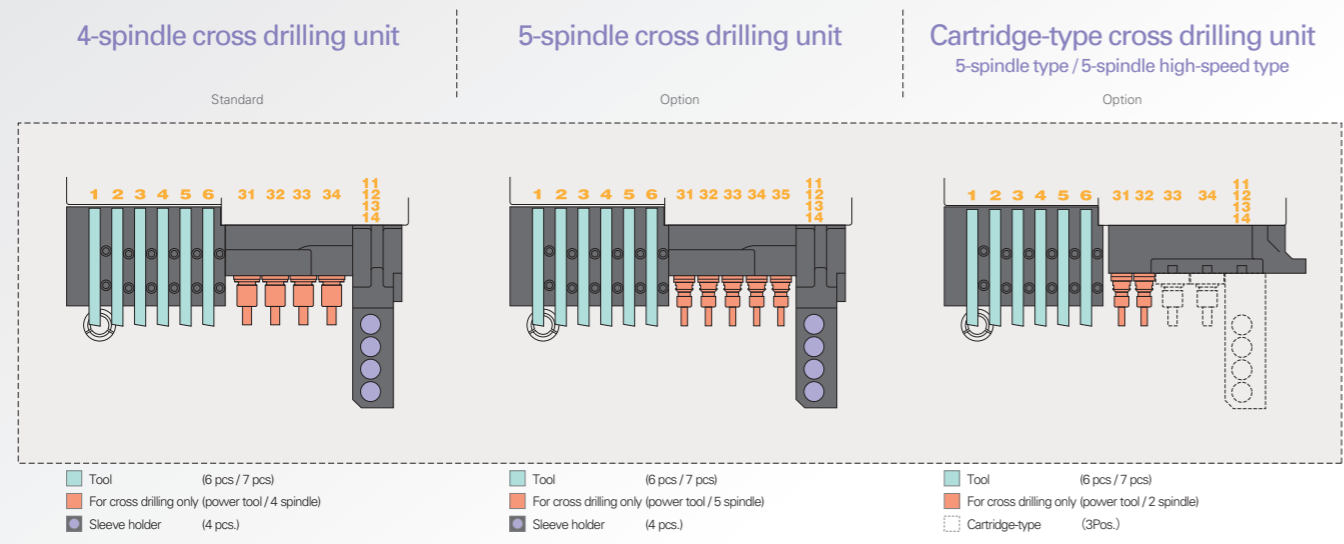 4-spindle cross drilling unit
Standard
5-spindle cross drilling unit
Option
Cartridge-type cross drilling unit
5-spindle type / 5-spindle high-speed type
Option
1 2 3 4 5 6 31 32 33 34
11
12
13
14
1 2 3 4 5 6 31 32 33 34 35
11
12
13
14
1 2 3 4 5 6 31 32 33 34
11
12
13
14
Tool (6 pcs / 7 pcs)
For cross drilling only (power tool / 4 spindle)
Sleeve holder (4 pcs.)
Tool (6 pcs / 7 pcs)
For cross drilling only (power tool / 5 spindle)
Sleeve holder (4 pcs.)
Tool (6 pcs / 7 pcs)
For cross drilling only (power tool / 2 spindle)
Cartridge-type (3Pos.)